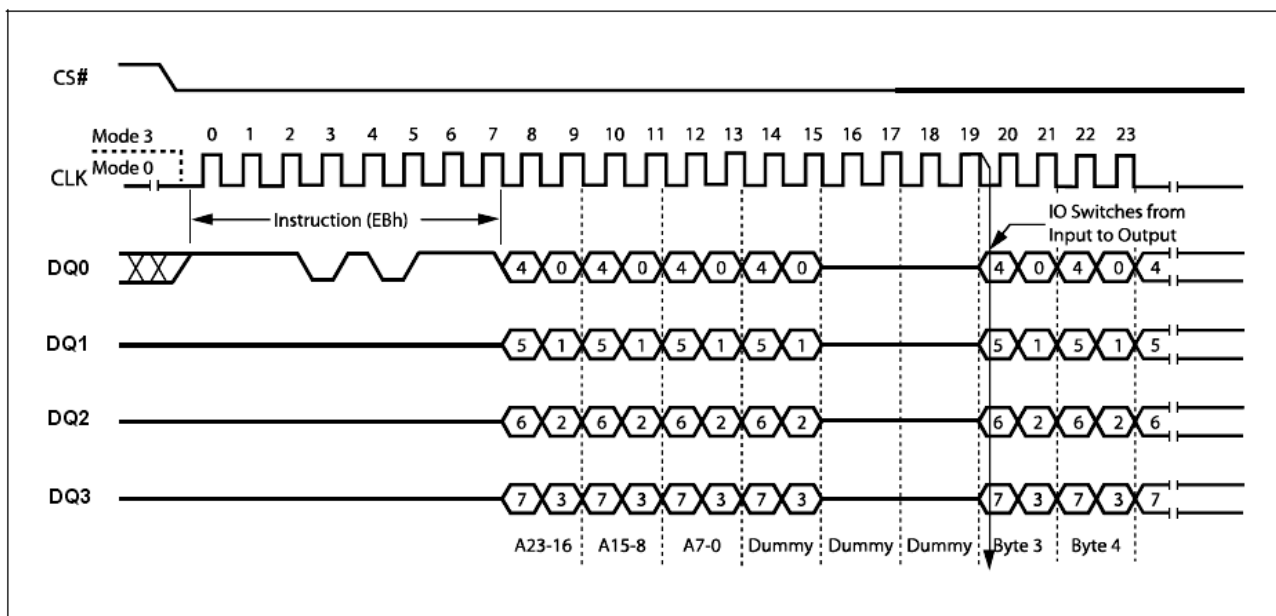 CS#
Mode 3
0 1 2 3 4 5 6 7 8 9 10 11 12 13 14 15 16 17 18 19 20 21 22 23
Mode 0
CLK
Instruction (EBh)
IO Switches from
Input to Output
DQ0 4 0 4 0 4 0 4 0 4 0 4 0 4
DQ1 5 1 5 1 5 1 5 1 5 1 5 1 5
DQ2 6 2 6 2 6 2 6 2 6 2 6 2 6
DQ3 7 3 7 3 7 3 7 3 7 3 7 3 7
A23-16 A15-8 A7-0 Dummy Dummy Dummy Byte 3 Byte 4